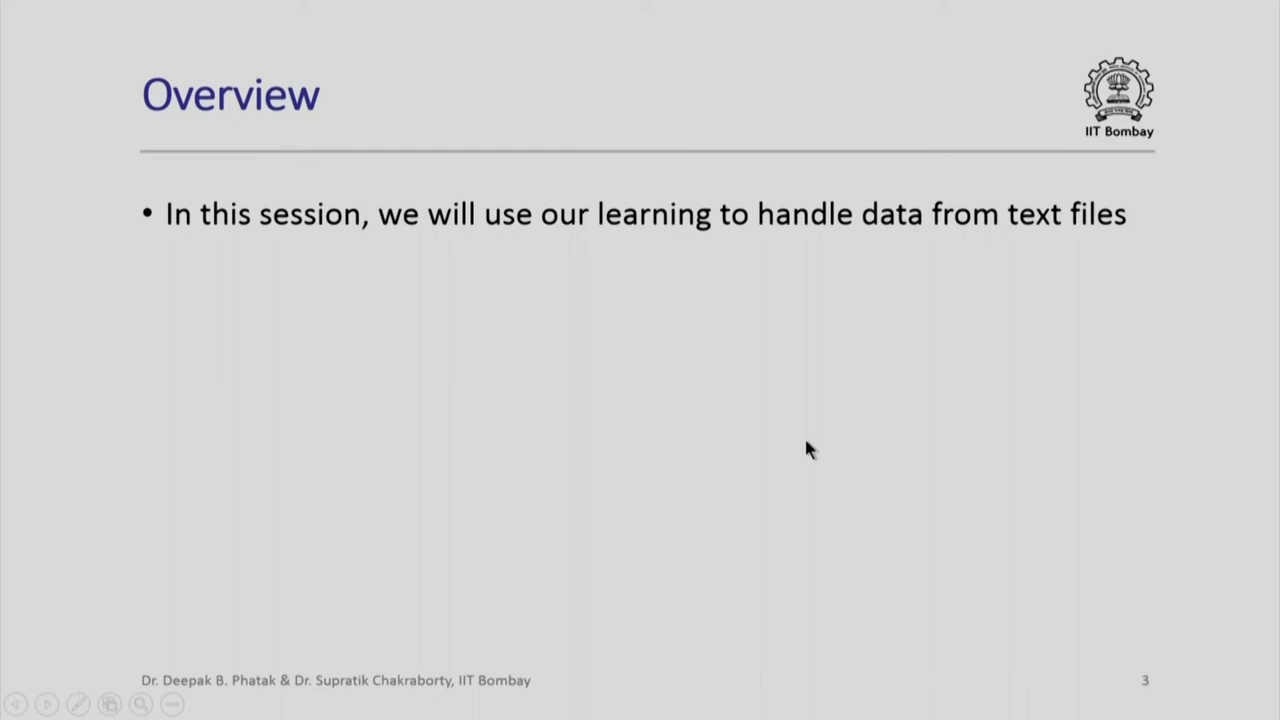 Overview
IIT Bombay
• In this session, we will use our learning to handle data from text files
Dr. Deepak B. Phatak & Dr. Supratik Chakraborty, IIT Bombay
3